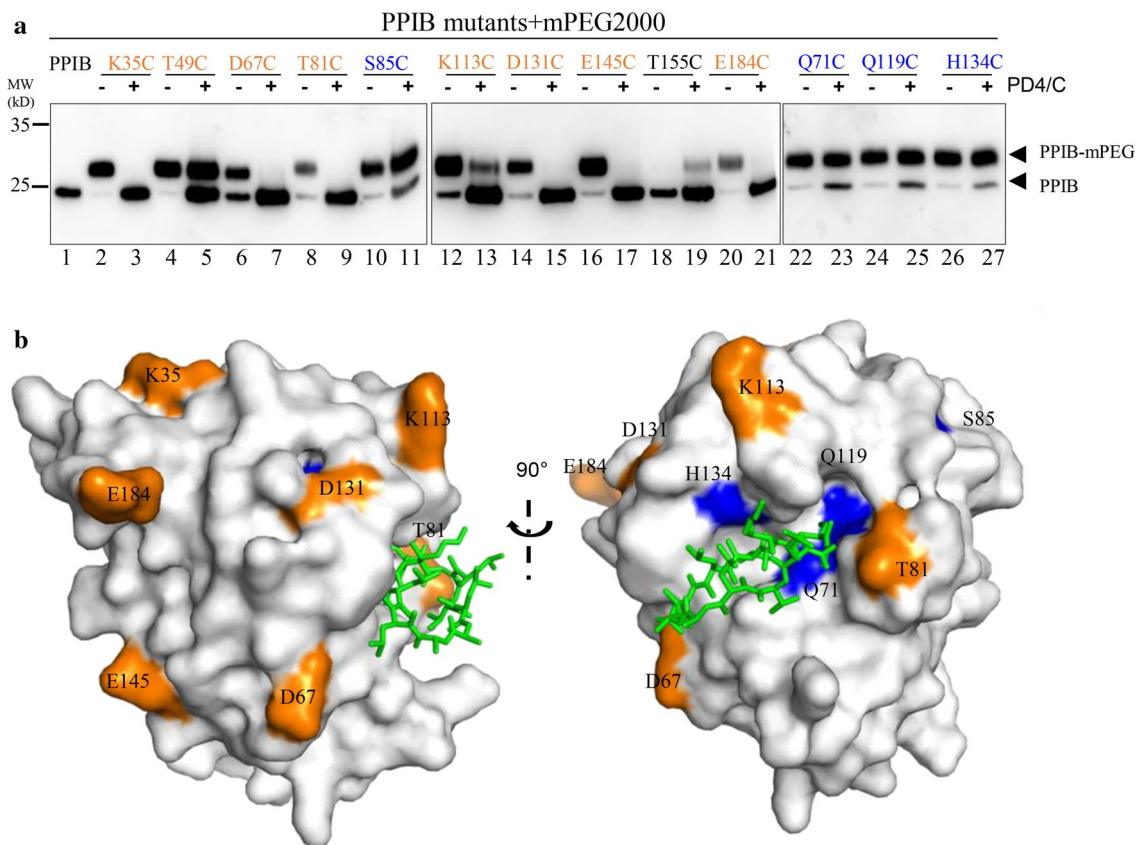 a
PPIB mutants+mPEG2000
PPIB K35C T49C D67C T81C S85C K113C D131C E145C T155C E184C Q71C Q119C H134C
MW (kD)
- + - + - + - + - + - + - + - + - + - + - + - + - + PD4/C
35
25
PPIB-mPEG
PPIB
1 2 3 4 5 6 7 8 9 10 11 12 13 14 15 16 17 18 19 20 21 22 23 24 25 26 27
b
K35
K113
E184
D131
T81
E145
D67
90°
K113
S85
D131
E184
H134
Q119
T81
Q71
D67